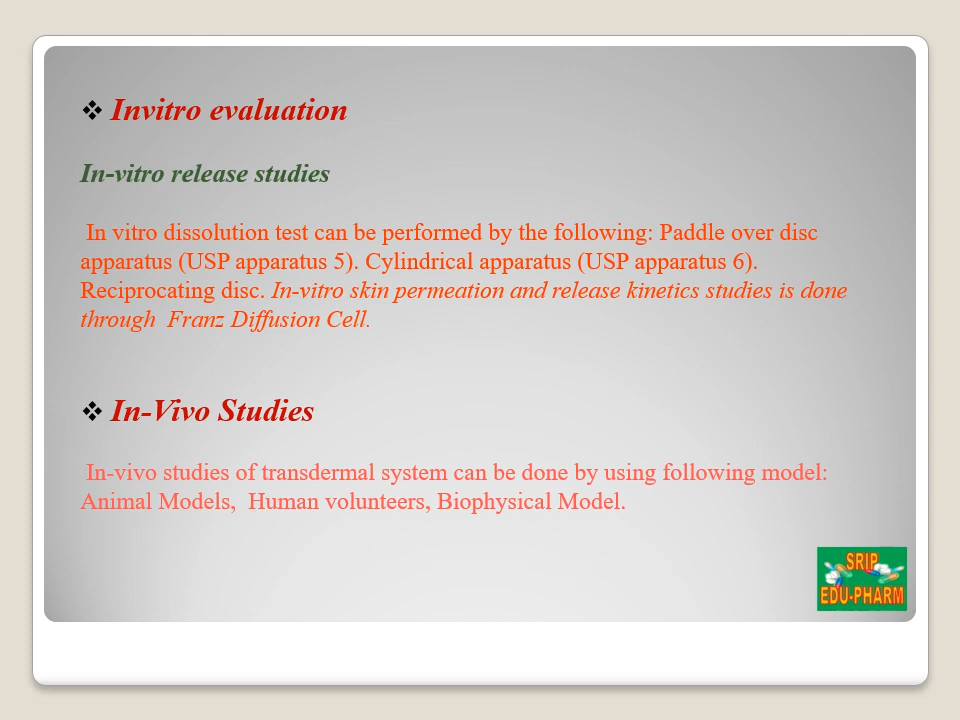 ❖ Invitro evaluation
In-vitro release studies
In vitro dissolution test can be performed by the following: Paddle over disc
apparatus (USP apparatus 5). Cylindrical apparatus (USP apparatus 6).
Reciprocating disc. In-vitro skin permeation and release kinetics studies is done
through Franz Diffusion Cell.
❖ In-Vivo Studies
In-vivo studies of transdermal system can be done by using following model:
Animal Models, Human volunteers, Biophysical Model.
SRIP
EDU-PHARM